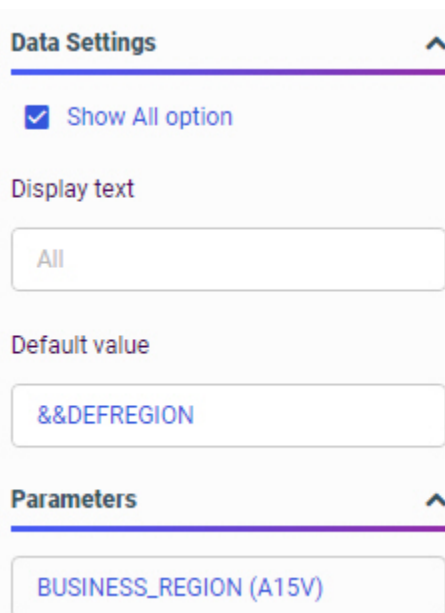 Data Settings
Show All option
Display text
All
Default value
&&DEFREGION
Parameters
BUSINESS_REGION (A15V)